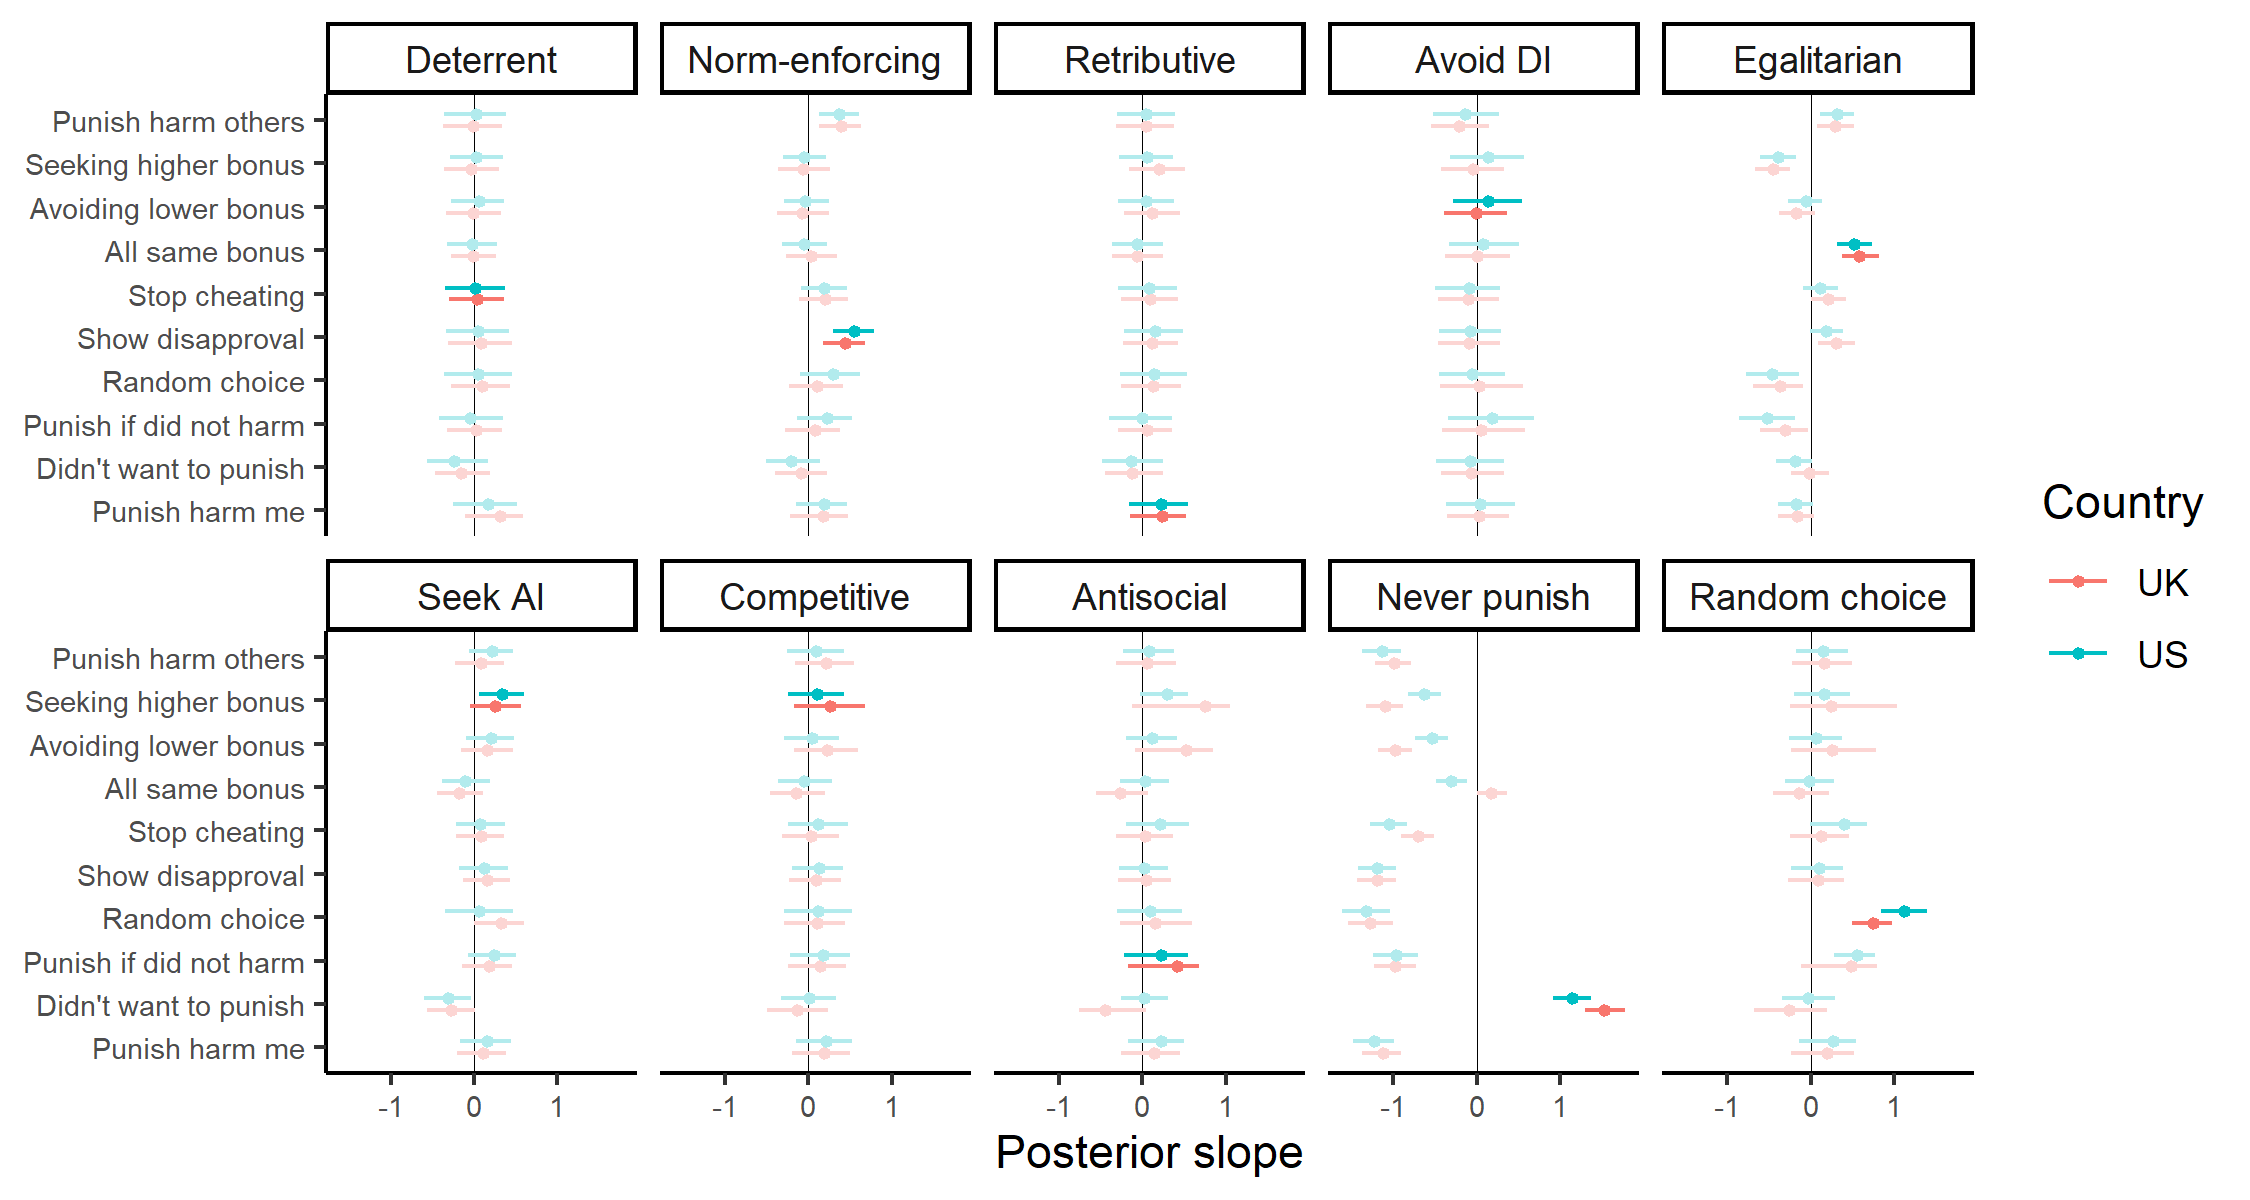 Deterrent Norm-enforcing Retributive Avoid DI Egalitarian
Punish harm others
Seeking higher bonus
Avoiding lower bonus
All same bonus
Stop cheating
Show disapproval
Random choice
Punish if did not harm
Didn't want to punish
Punish harm me
Seek AI Competitive Antisocial Never punish Random choice
Punish harm others
Seeking higher bonus
Avoiding lower bonus
All same bonus
Stop cheating
Show disapproval
Random choice
Punish if did not harm
Didn't want to punish
Punish harm me
-1 0 1 -1 0 1 -1 0 1 -1 0 1 -1 0 1
Posterior slope
Country
UK
US